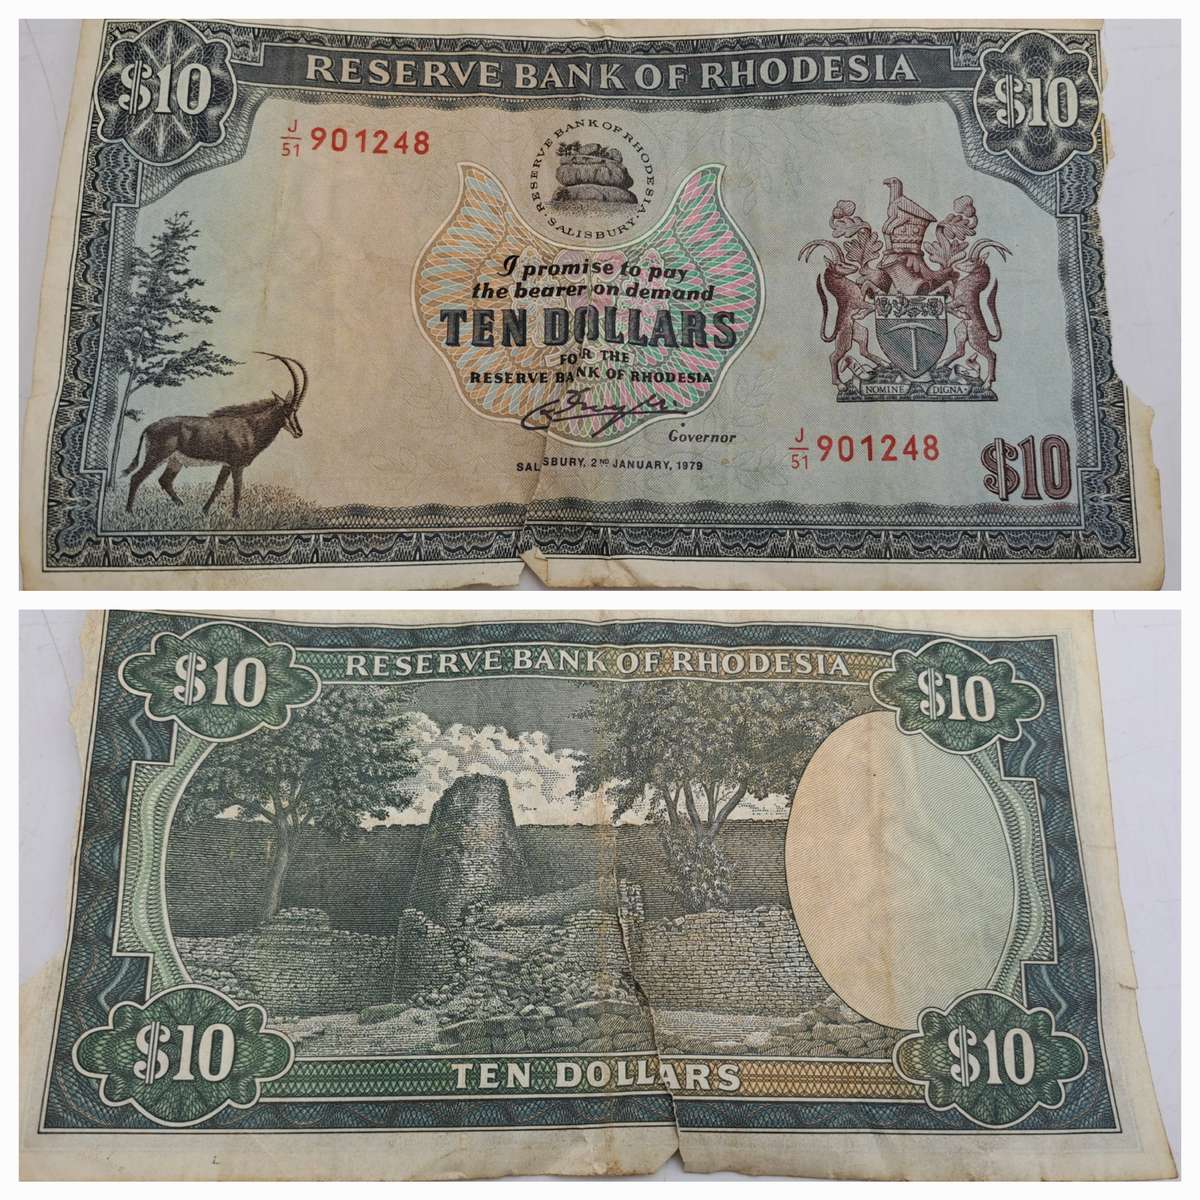 $10
RESERVE BANK OF RHODESIA
$10
J/51 901248
RESERVE BANK OF RHODESIA
SALISBURY.
I promise to pay
the bearer on demand
TEN DOLLARS
FOR THE
RESERVE BANK OF RHODESIA
Governor
SALISBURY, 2ND JANUARY, 1979
NOMINE DIGNA
J/51 901248
$10
$10
RESERVE BANK OF RHODESIA
$10
$10
TEN DOLLARS
$10